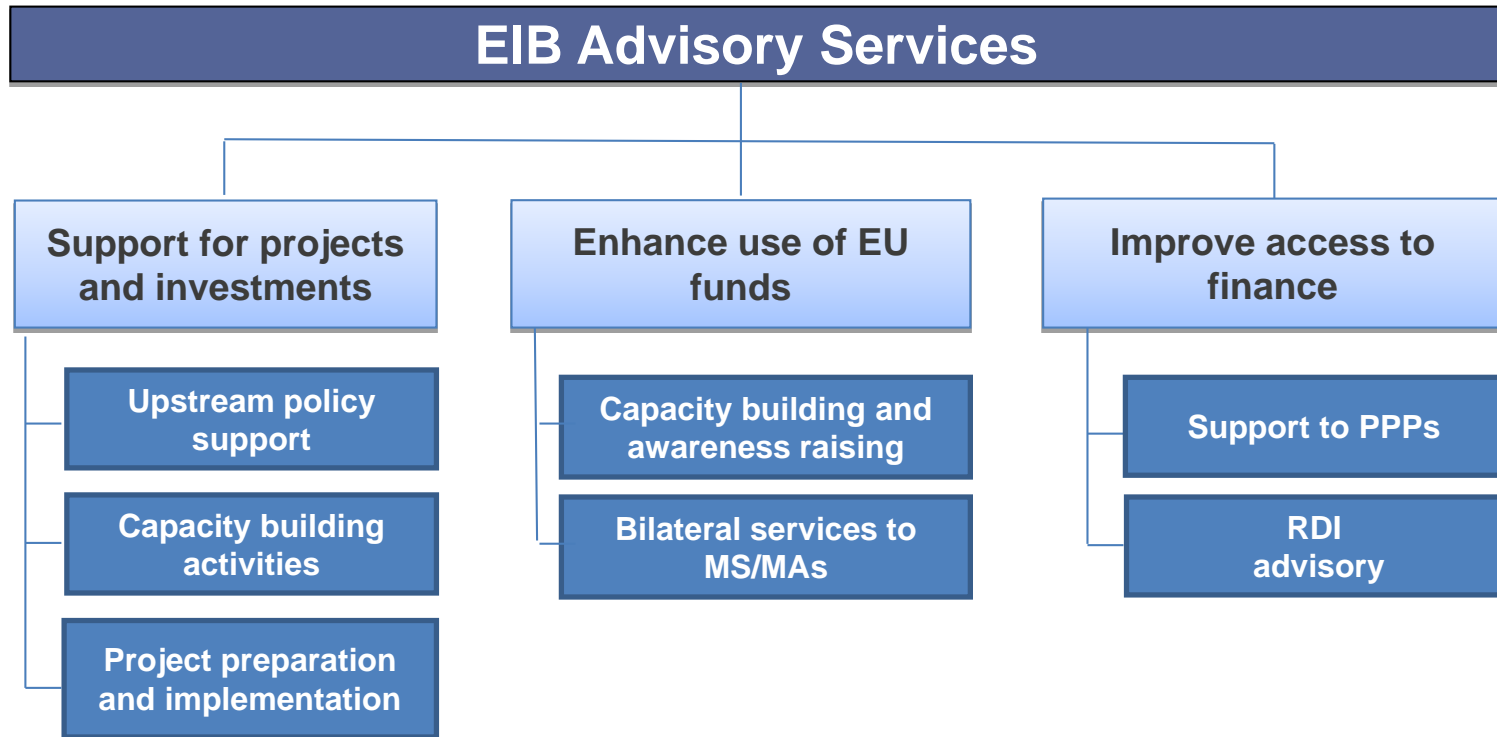 EIB Advisory Services
Support for projects
and investments
Upstream policy
support
Capacity building
activities
Project preparation
and implementation
Enhance use of EU
funds
Capacity building and
awareness raising
Bilateral services to
MS/MAs
Improve access to
finance
Support to PPPs
RDI
advisory